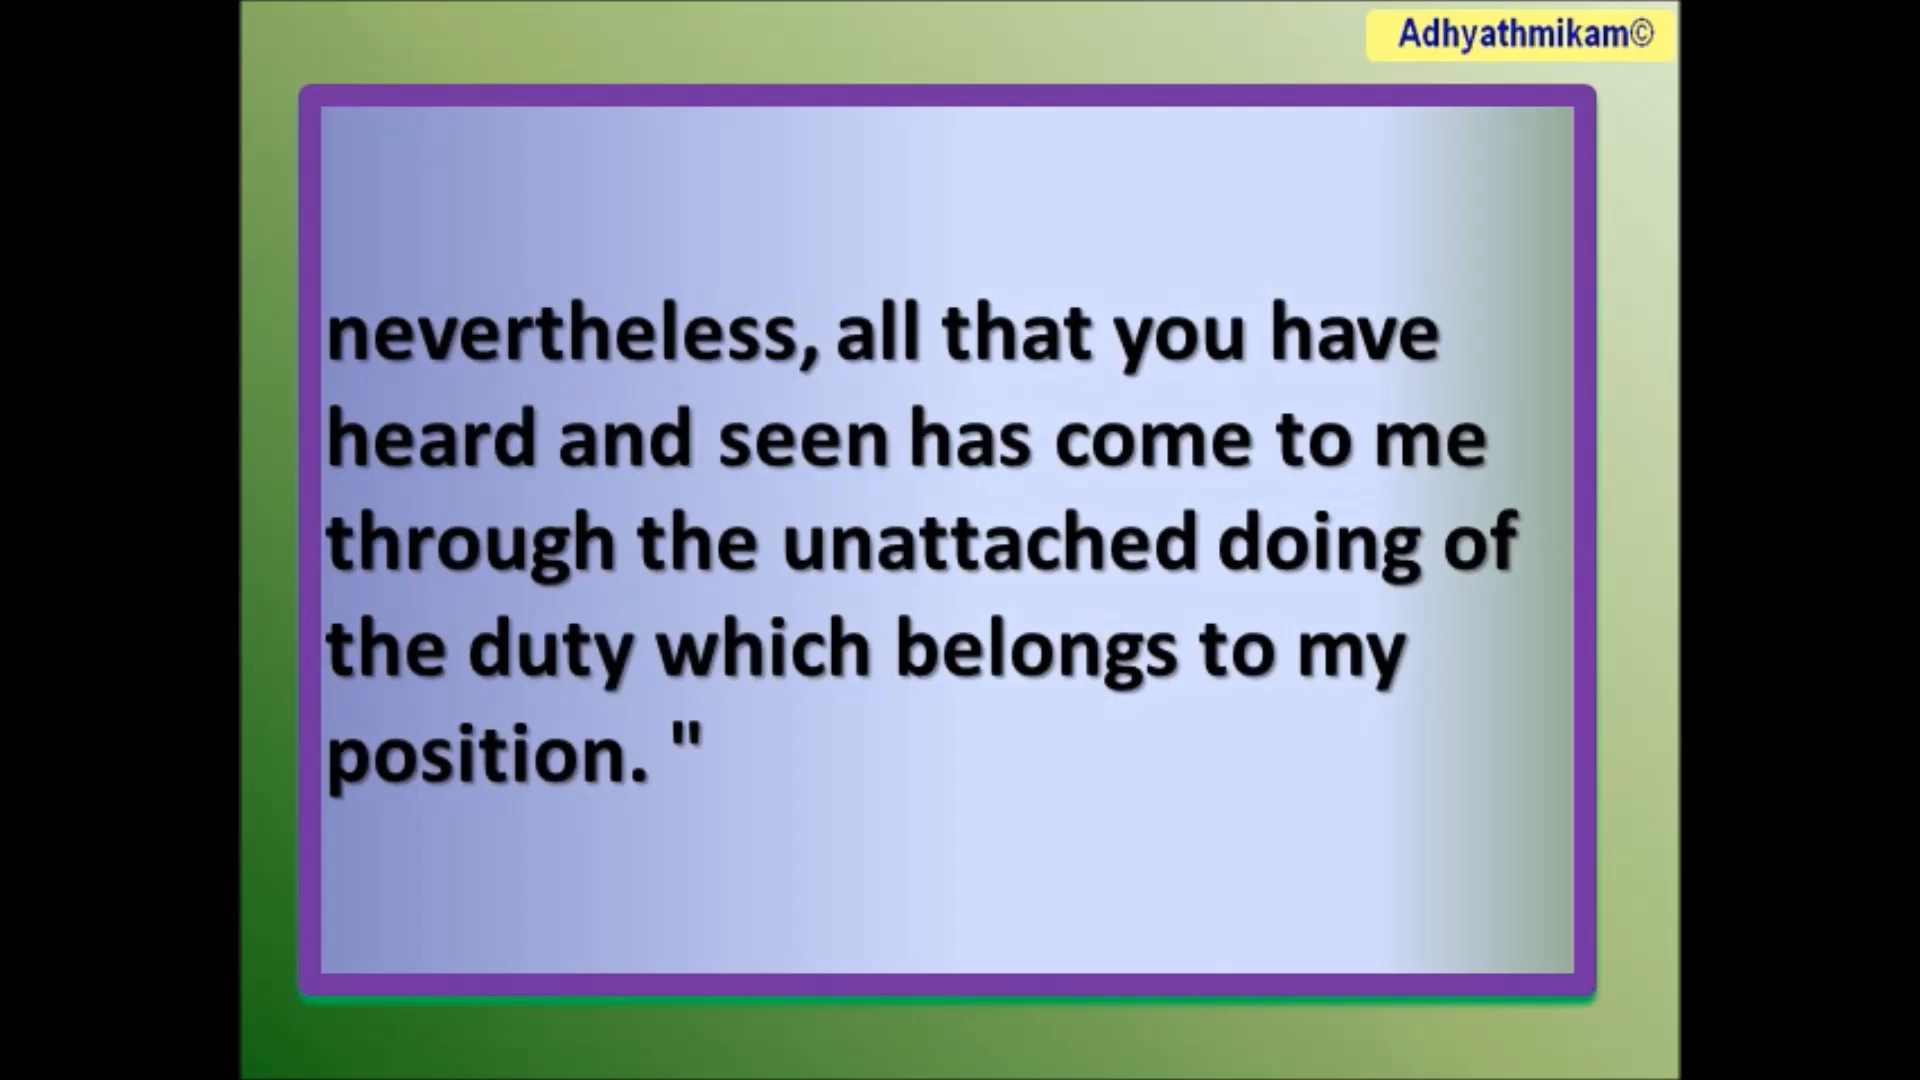 Adhyathmikam©
nevertheless, all that you have
heard and seen has come to me
through the unattached doing of
the duty which belongs to my
position. "